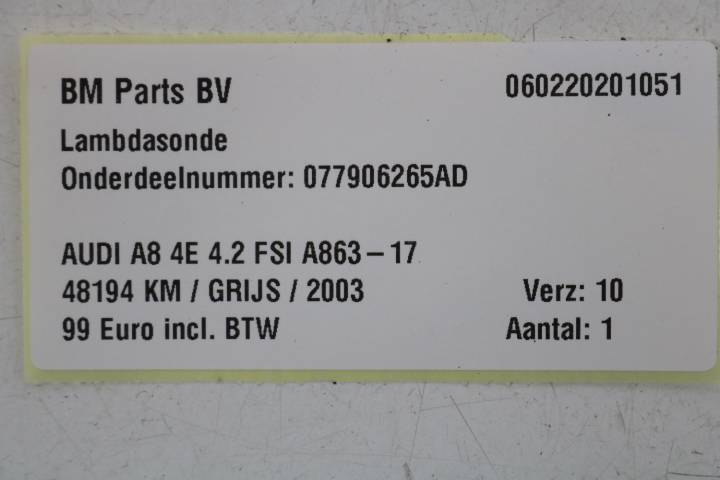 BM Parts BV 060220201051
Lambdasonde
Onderdeelnummer: 077906265AD
AUDI A8 4E 4.2 FSI A863-17
48194 KM / GRIJS / 2003 Verz: 10
99 Euro incl. BTW Aantal: 1